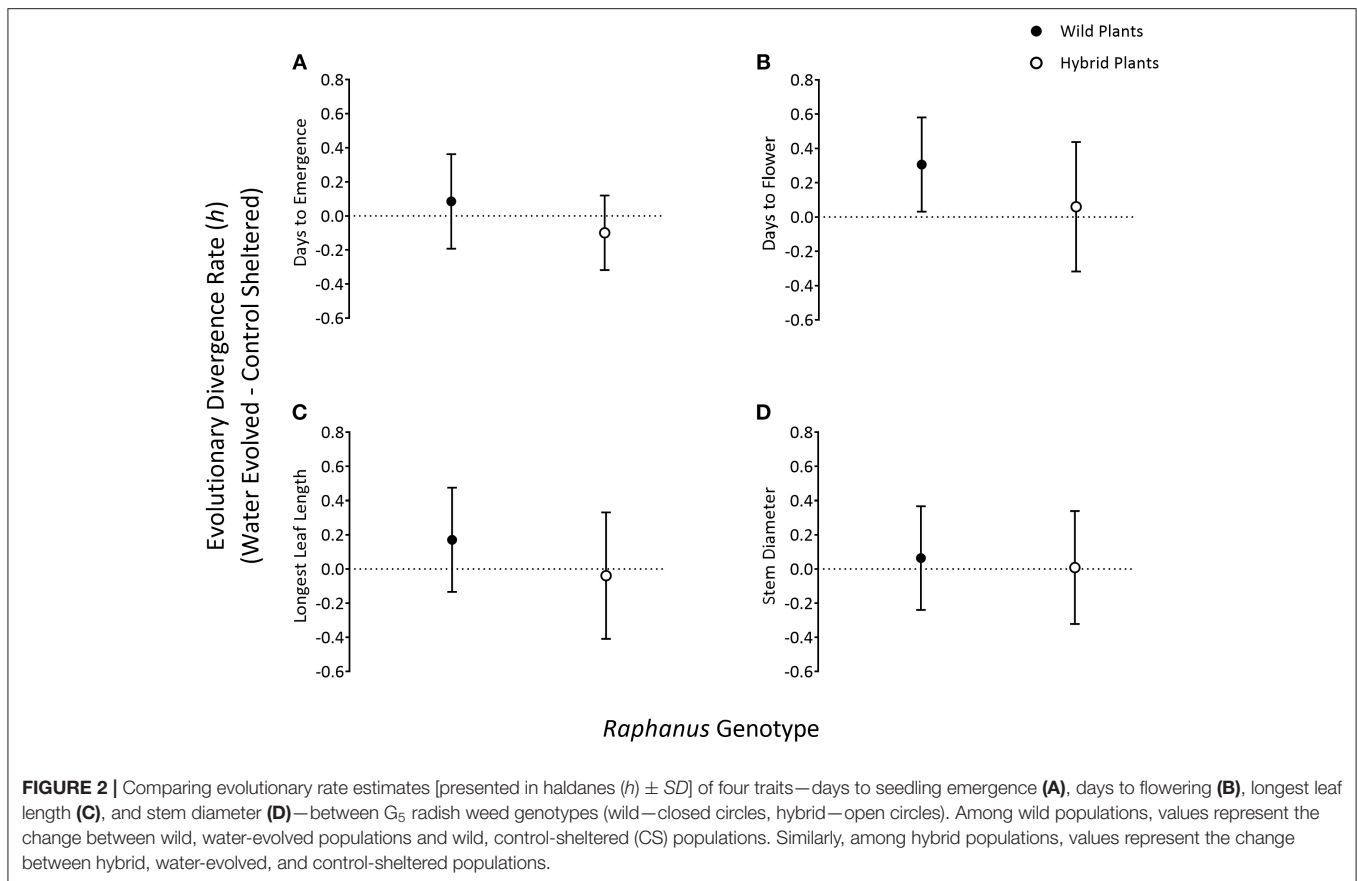 Wild Plants
Hybrid Plants
Evolutionary Divergence Rate (h)
(Water Evolved - Control Sheltered)
A
Days to Emergence
0.8
0.6
0.4
0.2
0.0
-0.2
-0.4
-0.6
B
Days to Flower
0.8
0.6
0.4
0.2
0.0
-0.2
-0.4
-0.6
C
Longest Leaf Length
0.8
0.6
0.4
0.2
0.0
-0.2
-0.4
-0.6
D
Stem Diameter
0.8
0.6
0.4
0.2
0.0
-0.2
-0.4
-0.6
Raphanus Genotype
FIGURE 2 | Comparing evolutionary rate estimates [presented in haldanes (h) ± SD] of four traits—days to seedling emergence (A), days to flowering (B), longest leaf
length (C), and stem diameter (D)—between G₅ radish weed genotypes (wild—closed circles, hybrid—open circles). Among wild populations, values represent the
change between wild, water-evolved populations and wild, control-sheltered (CS) populations. Similarly, among hybrid populations, values represent the change
between hybrid, water-evolved, and control-sheltered populations.